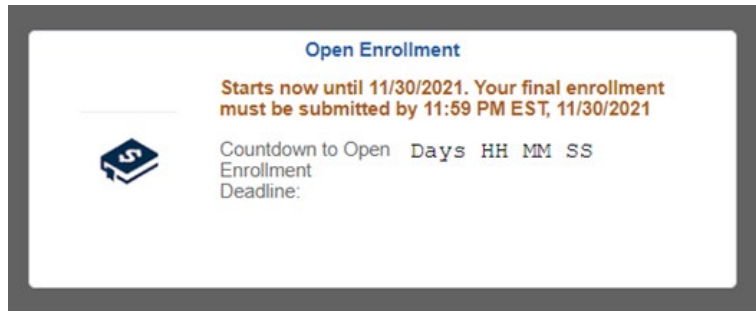 Open Enrollment
Starts now until 11/30/2021. Your final enrollment
must be submitted by 11:59 PM EST, 11/30/2021
Countdown to Open Days HH MM SS
Enrollment
Deadline: